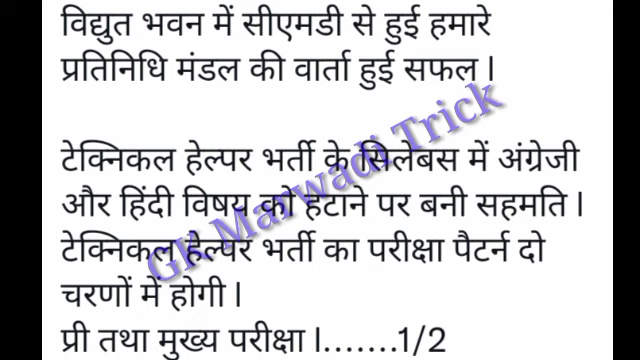 विद्युत भवन में सीएमडी से हुई हमारे
प्रतिनिधि मंडल की वार्ता हुई सफल।
टेक्निकल हेल्पर भर्ती के सिलेबस में अंग्रेजी
और हिंदी विषय को हटाने पर बनी सहमति।
टेक्निकल हेल्पर भर्ती का परीक्षा पैटर्न दो
चरणों में होगी।
प्री तथा मुख्य परीक्षा ।.......1/2
GK Marwadi Trick